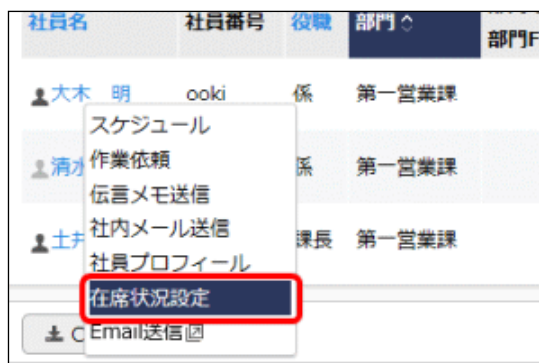 社員名 社員番号 役職 部門
部門F
大木 明 ooki 係 第一営業課
スケジュール
作業依頼
清水 係 第一営業課
伝言メモ送信
社内メール送信
土井 課長 第一営業課
社員プロフィール
在席状況設定
C Email送信